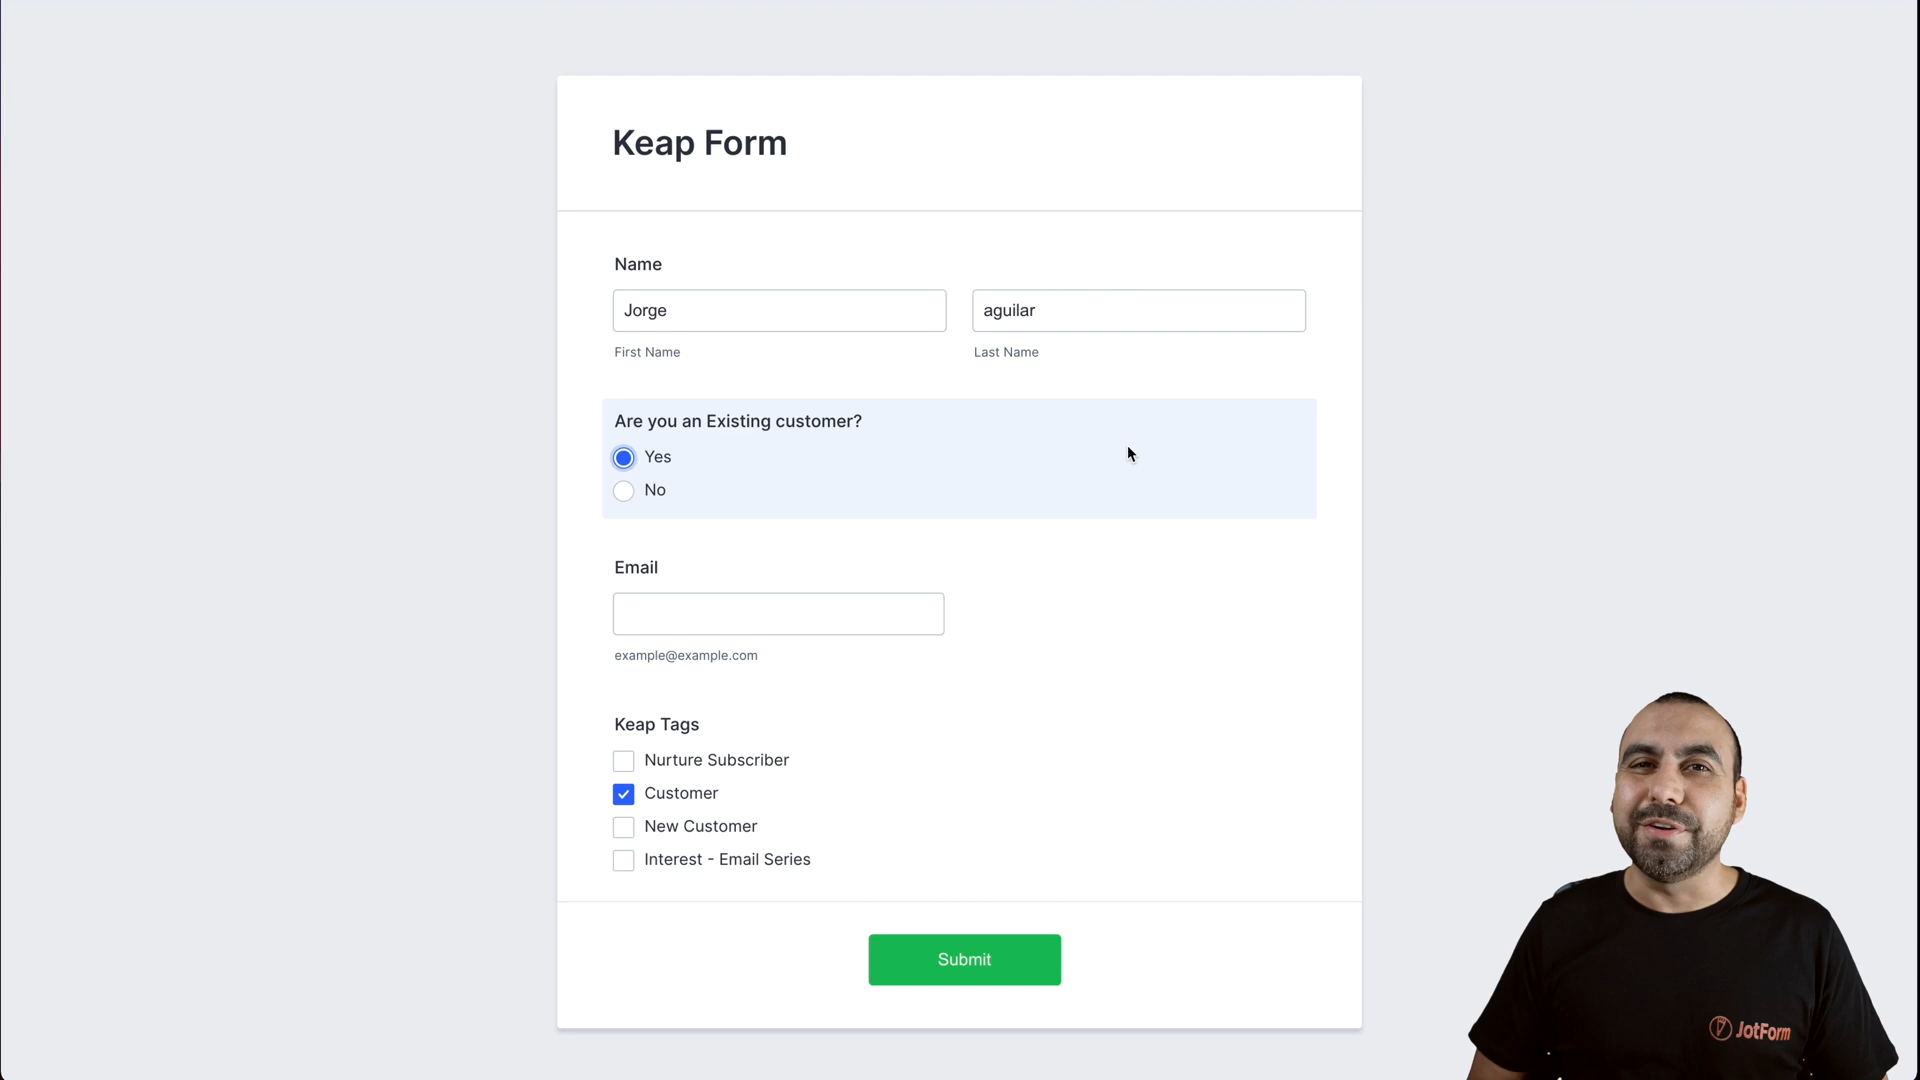 Keap Form
Name
Jorge
aguilar
First Name
Last Name
Are you an Existing customer?
Yes
No
Email
example@example.com
Keap Tags
Nurture Subscriber
Customer
New Customer
Interest - Email Series
Submit
JotForm